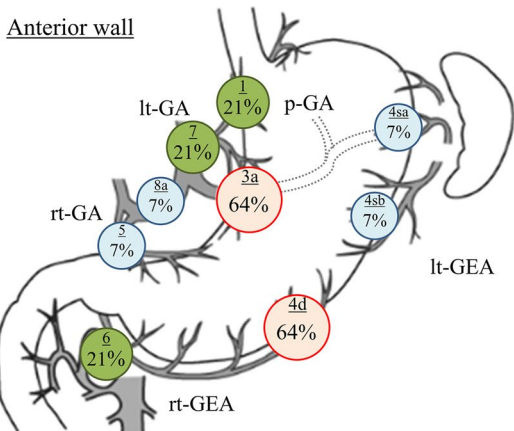 Anterior wall
1
21%
lt-GA
p-GA
4sa
7%
7
21%
3a
64%
8a
7%
4sb
7%
rt-GA
5
7%
lt-GEA
4d
64%
6
21%
rt-GEA